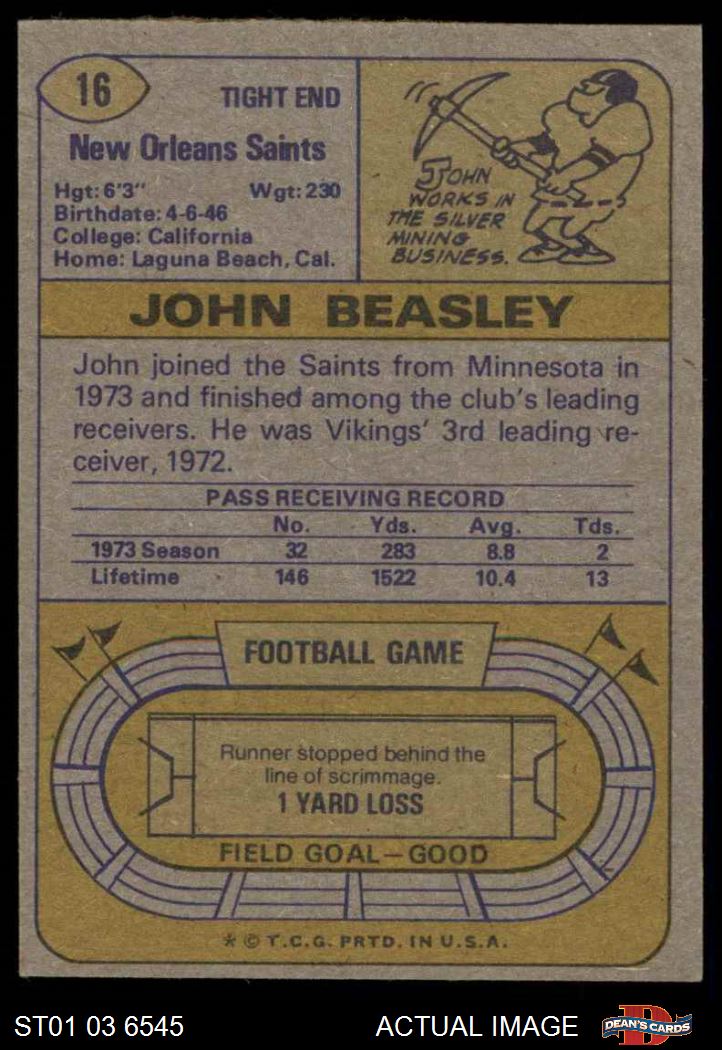 16
TIGHT END
New Orleans Saints
Hgt: 6'3" Wgt: 230
Birthdate: 4-6-46
College: California
Home: Laguna Beach, Cal.
JOHN
WORKS IN
THE SILVER
MINING
BUSINESS.
JOHN BEASLEY
John joined the Saints from Minnesota in
1973 and finished among the club's leading
receivers. He was Vikings' 3rd leading re-
ceiver, 1972.
PASS RECEIVING RECORD
No. Yds. Avg. Tds.
1973 Season 32 283 8.8 2
Lifetime 146 1522 10.4 13
FOOTBALL GAME
Runner stopped behind the
line of scrimmage.
1 YARD LOSS
FIELD GOAL—GOOD
* © T.C.G. PRTD. IN U.S.A.
ST01 03 6545 ACTUAL IMAGE
D
DEAN'S CARDS